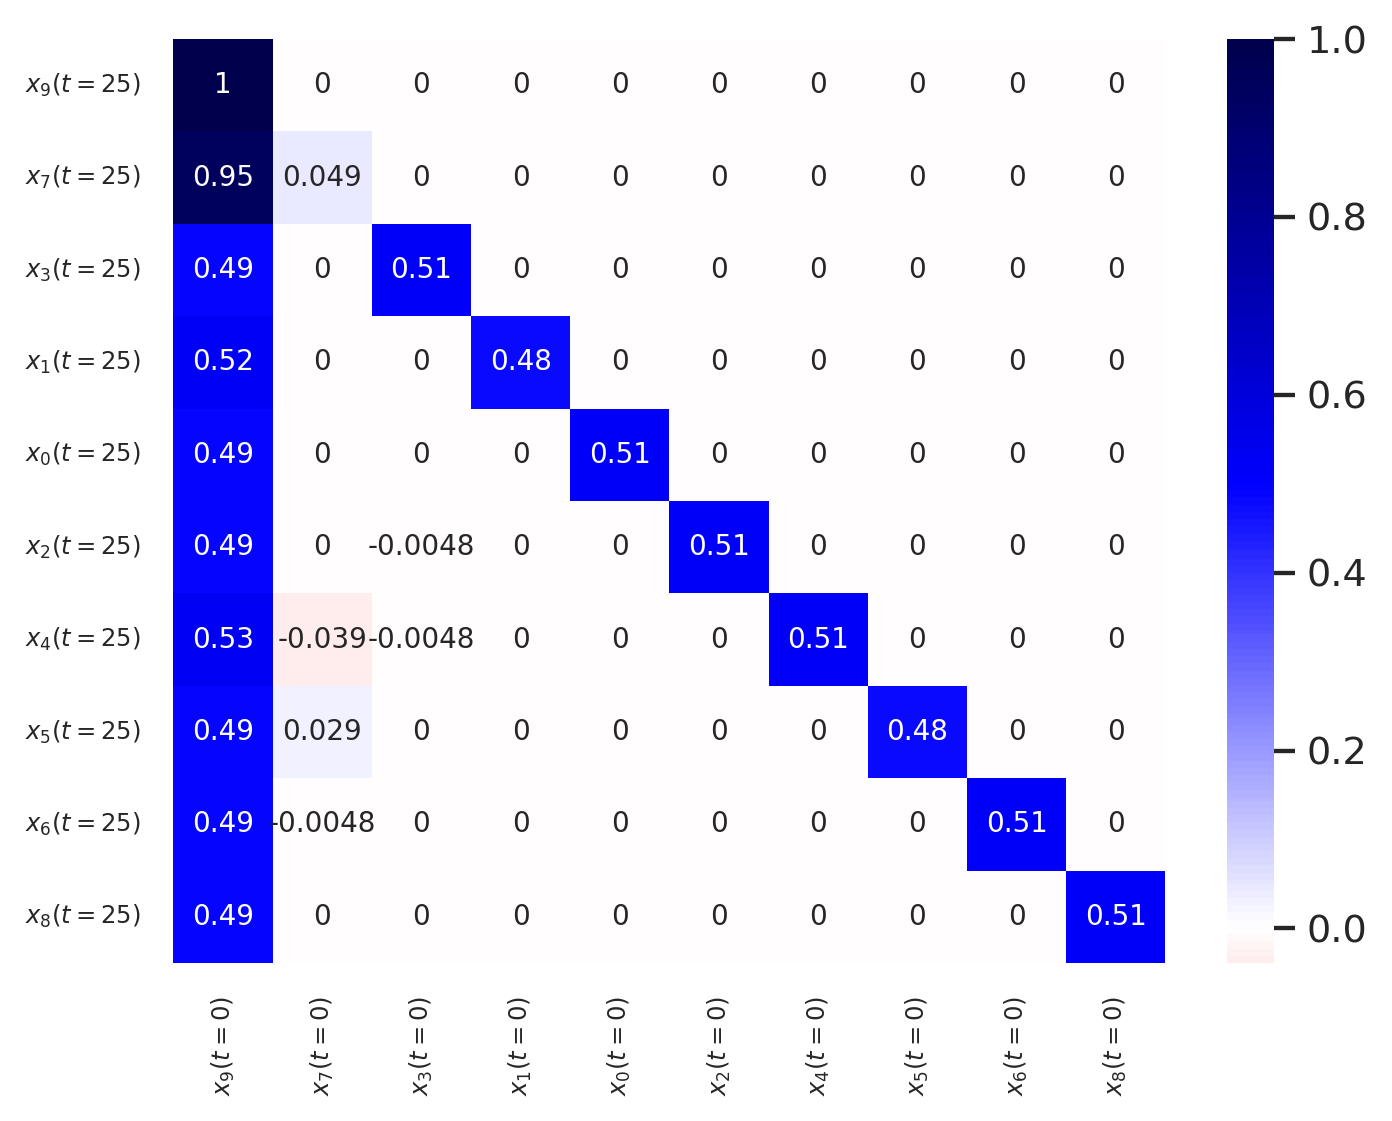 x₉(t = 25) 1 0 0 0 0 0 0 0 0 0
x₇(t = 25) 0.95 0.049 0 0 0 0 0 0 0 0
x₃(t = 25) 0.49 0 0.51 0 0 0 0 0 0 0
x₁(t = 25) 0.52 0 0 0.48 0 0 0 0 0 0
x₀(t = 25) 0.49 0 0 0 0.51 0 0 0 0 0
x₂(t = 25) 0.49 0 -0.0048 0 0 0.51 0 0 0 0
x₄(t = 25) 0.53 -0.039 -0.0048 0 0 0 0.51 0 0 0
x₅(t = 25) 0.49 0.029 0 0 0 0 0 0.48 0 0
x₆(t = 25) 0.49 -0.0048 0 0 0 0 0 0 0.51 0
x₈(t = 25) 0.49 0 0 0 0 0 0 0 0 0.51
x₉(t = 0)
x₇(t = 0)
x₃(t = 0)
x₁(t = 0)
x₀(t = 0)
x₂(t = 0)
x₄(t = 0)
x₅(t = 0)
x₆(t = 0)
x₈(t = 0)
1.0
0.8
0.6
0.4
0.2
0.0